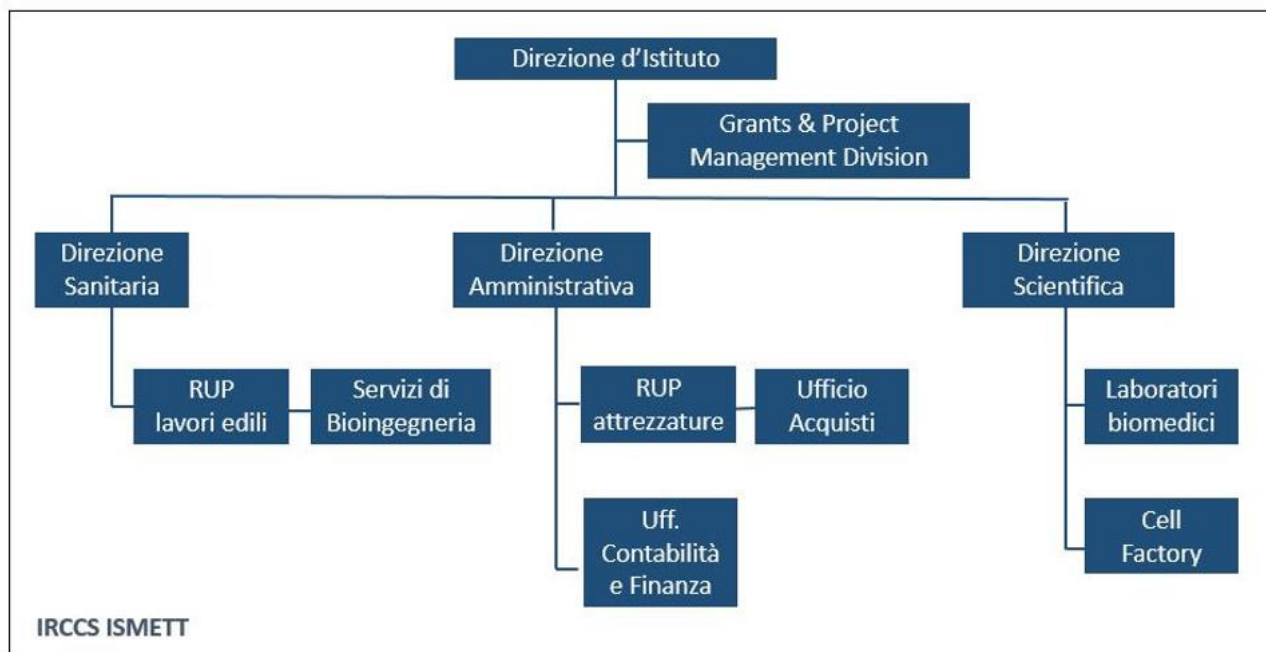 Direzione d'Istituto
Grants & Project
Management Division
Direzione
Sanitaria
Direzione
Amministrativa
Direzione
Scientifica
RUP
lavori edili
Servizi di
Bioingegneria
RUP
attrezzature
Ufficio
Acquisti
Laboratori
biomedici
Uff.
Contabilità
e Finanza
Cell
Factory
IRCCS ISMETT